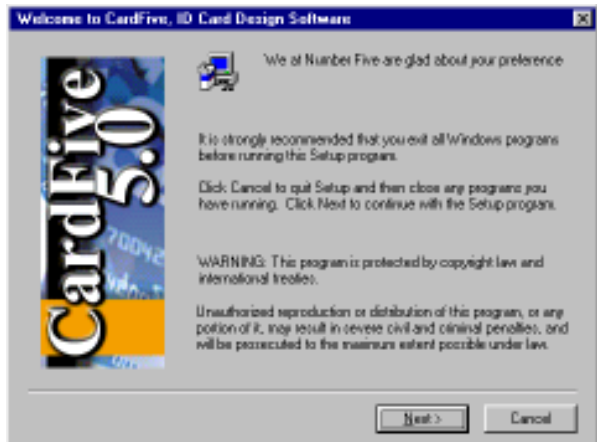 Welcome to CardFive, ID Card Design Software
We at Number Five are glad about your preference
CardFive
5.0
It is strongly recommended that you exit all Windows programs
before running this Setup program.
Click Cancel to quit Setup and then close any programs you
have running. Click Next to continue with the Setup program.
WARNING: This program is protected by copyright law and
international treaties.
Unauthorized reproduction or distribution of this program, or any
portion of it, may result in severe civil and criminal penalties, and
will be prosecuted to the maximum extent possible under law.
Next >
Cancel